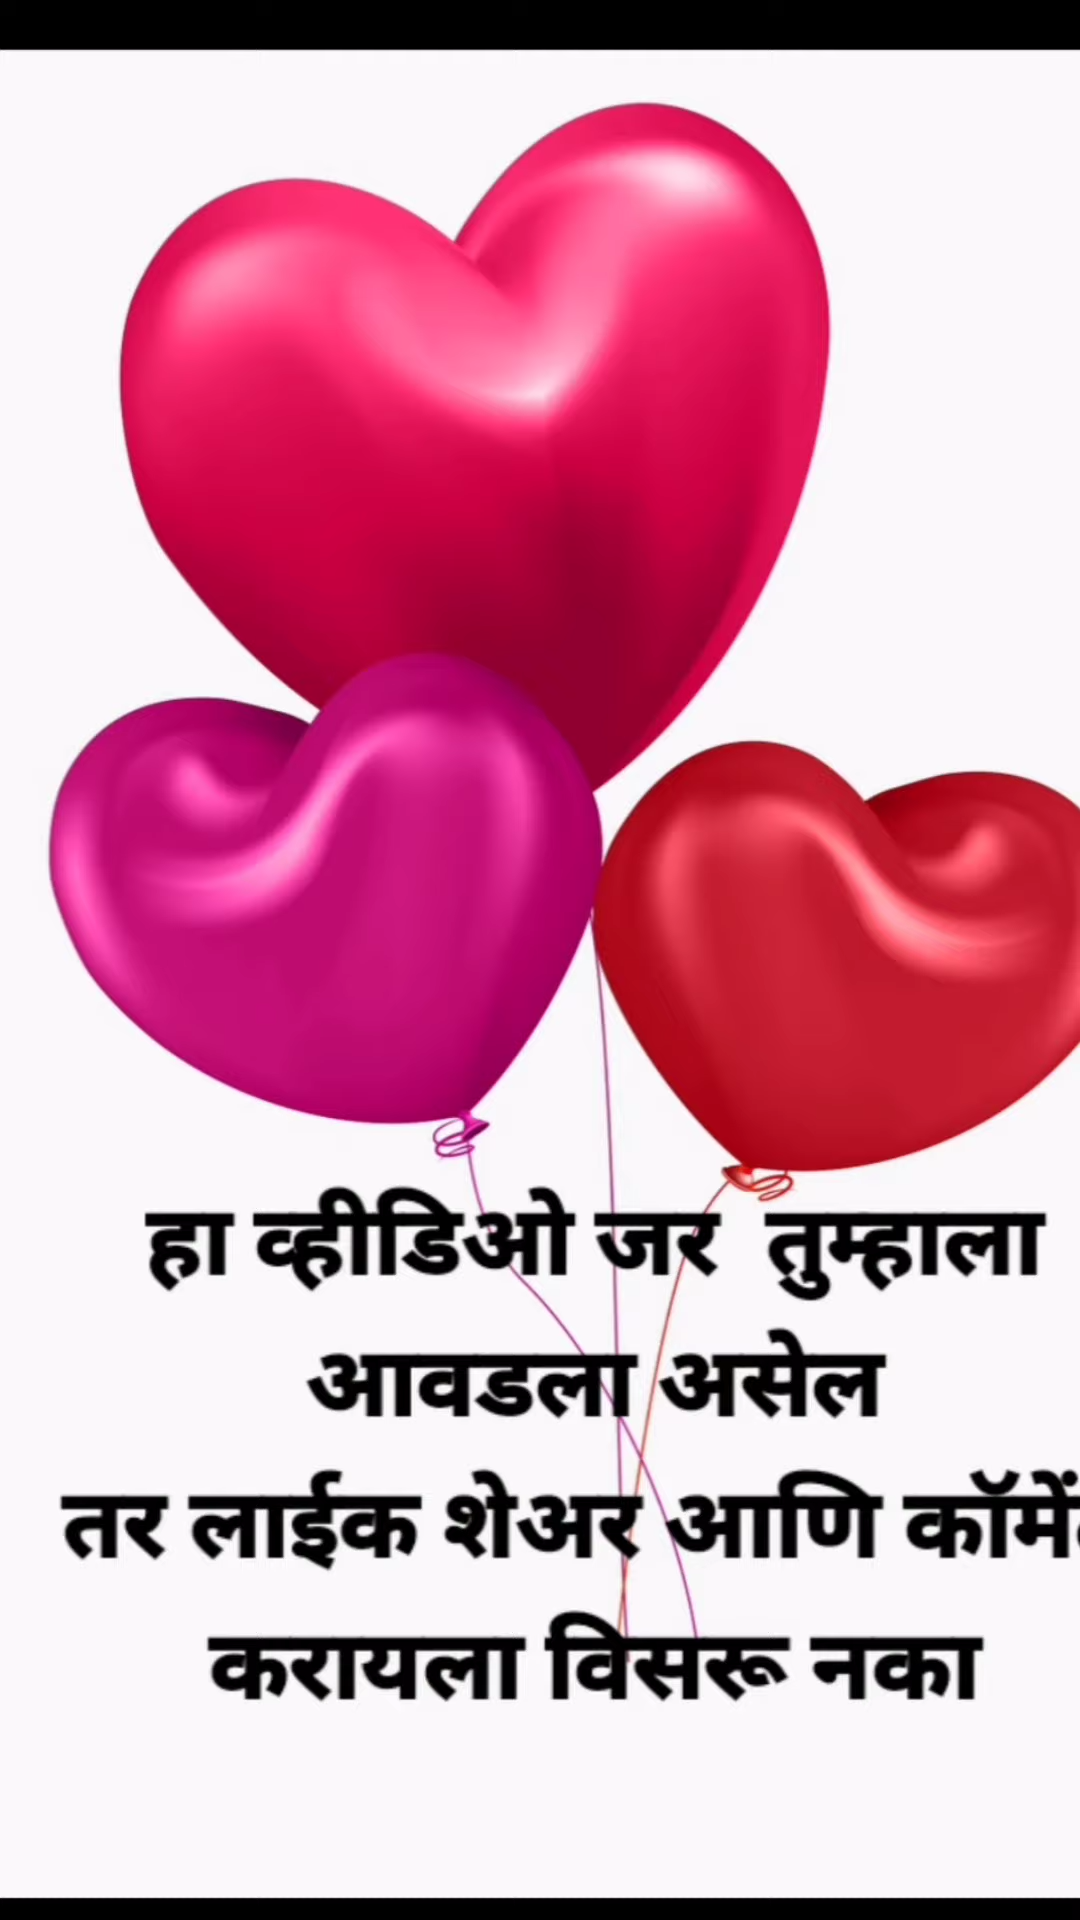 हा व्हीडिओ जर तुम्हाला
आवडला असेल
तर लाईक शेअर आणि
करायला विसरू नका